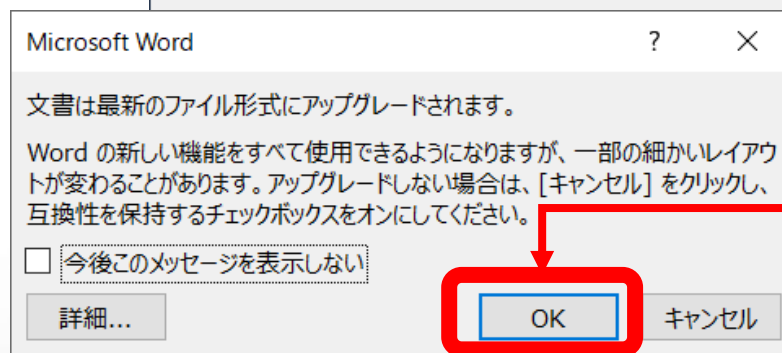 Microsoft Word
?
文書は最新のファイル形式にアップグレードされます。
Word の新しい機能をすべて使用できるようになりますが、一部の細かいレイアウ
トが変わることがあります。アップグレードしない場合は、[キャンセル] をクリックし、
互換性を保持するチェックボックスをオンにしてください。
今後このメッセージを表示しない
詳細...
OK
キャンセル